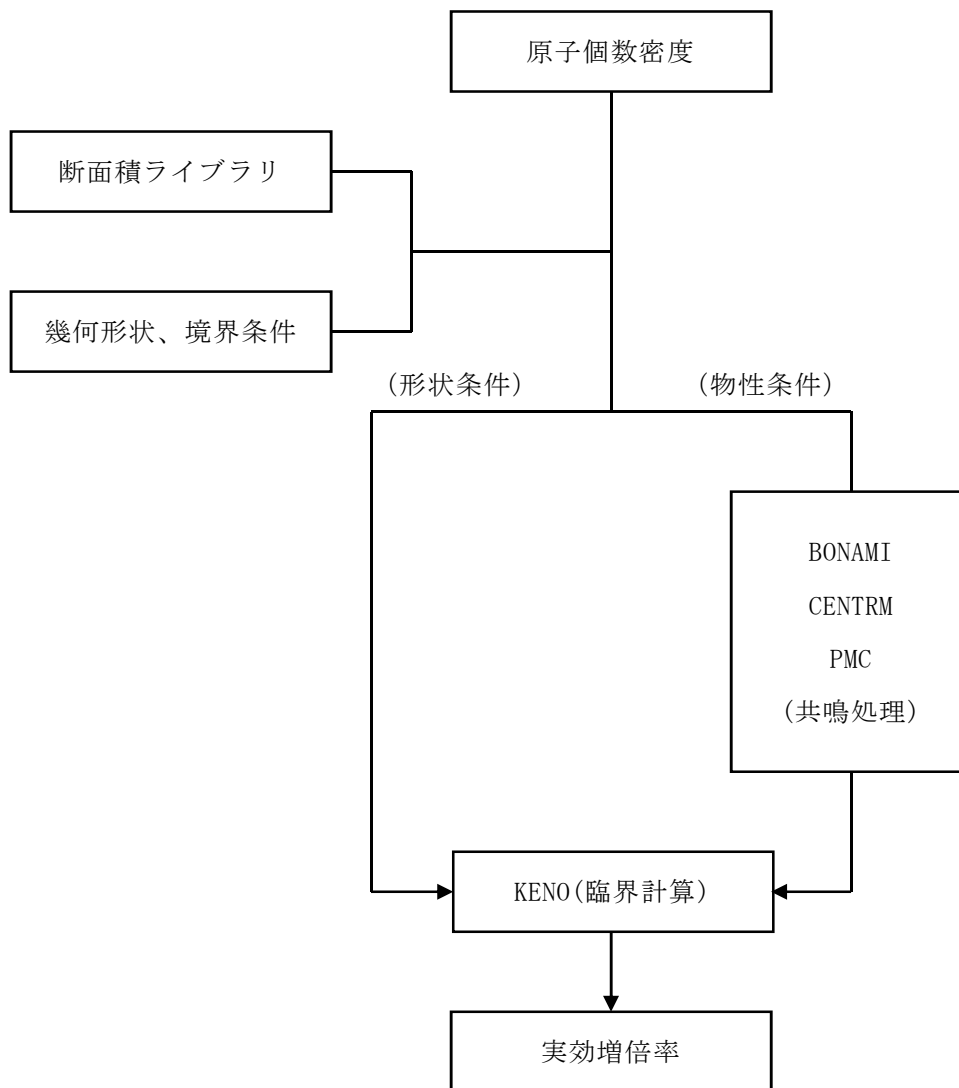 原子個数密度
断面積ライブラリ
幾何形状、境界条件
(形状条件)
(物性条件)
BONAMI
CENTRM
PMC
(共鳴処理)
KENO(臨界計算)
実効増倍率